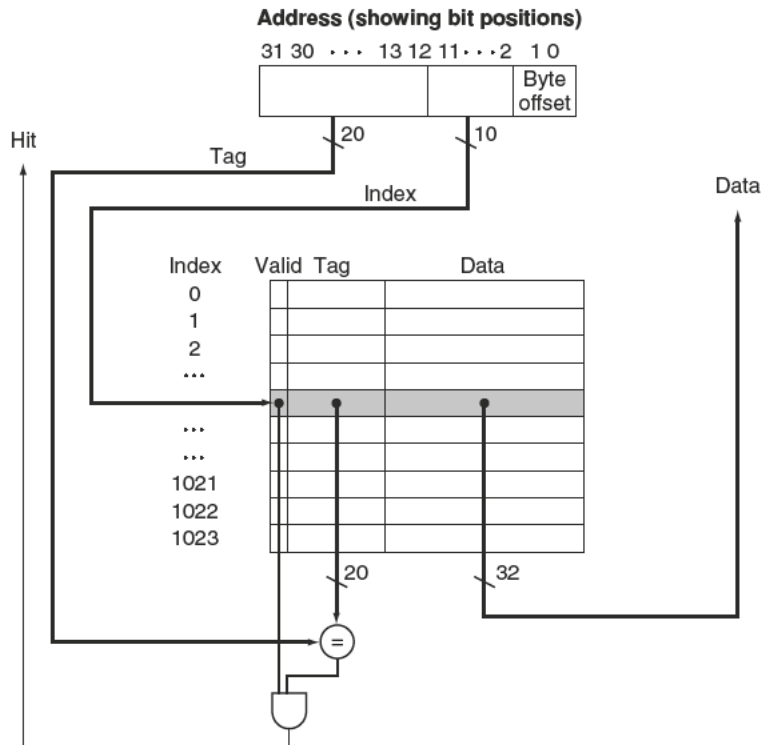 Address (showing bit positions)
31 30 ··· 13 12 11···2 1 0
Byte
offset
20
10
Hit
Tag
Index
Data
Index Valid Tag Data
0
1
2
···
···
···
1021
1022
1023
20
32
=